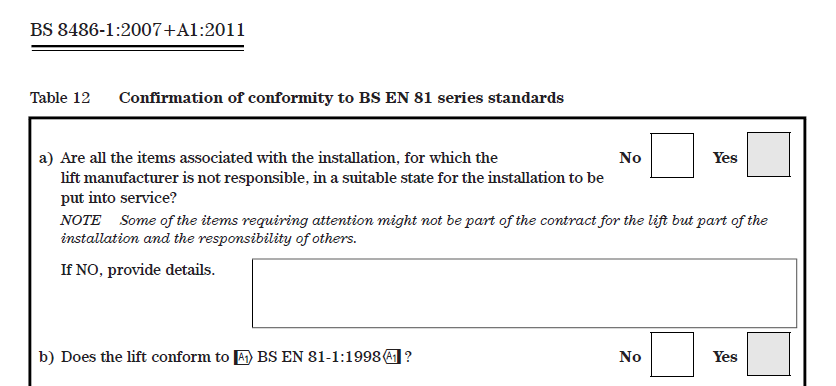 BS 8486-1:2007+A1:2011
Table 12 Confirmation of conformity to BS EN 81 series standards
a) Are all the items associated with the installation, for which the No Yes
lift manufacturer is not responsible, in a suitable state for the installation to be
put into service?
NOTE Some of the items requiring attention might not be part of the contract for the lift but part of the
installation and the responsibility of others.
If NO, provide details.
b) Does the lift conform to A1 BS EN 81-1:1998 A1 ? No Yes